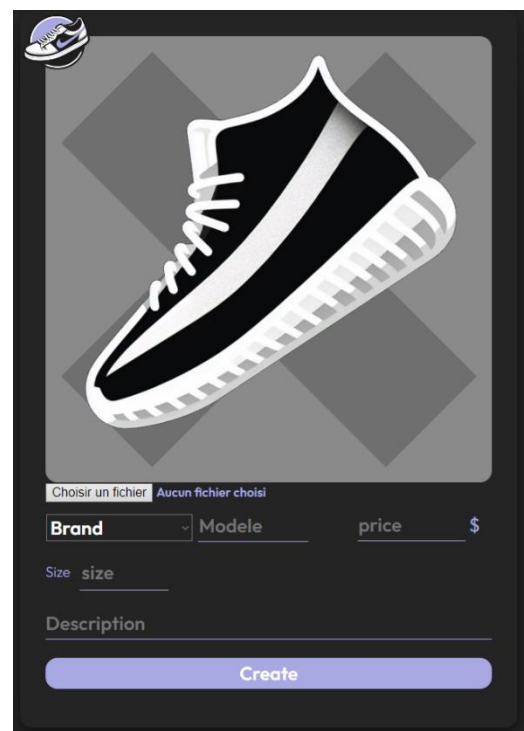 Choisir un fichier Aucun fichier choisi
Brand Modele price $
Size size
Description
Create